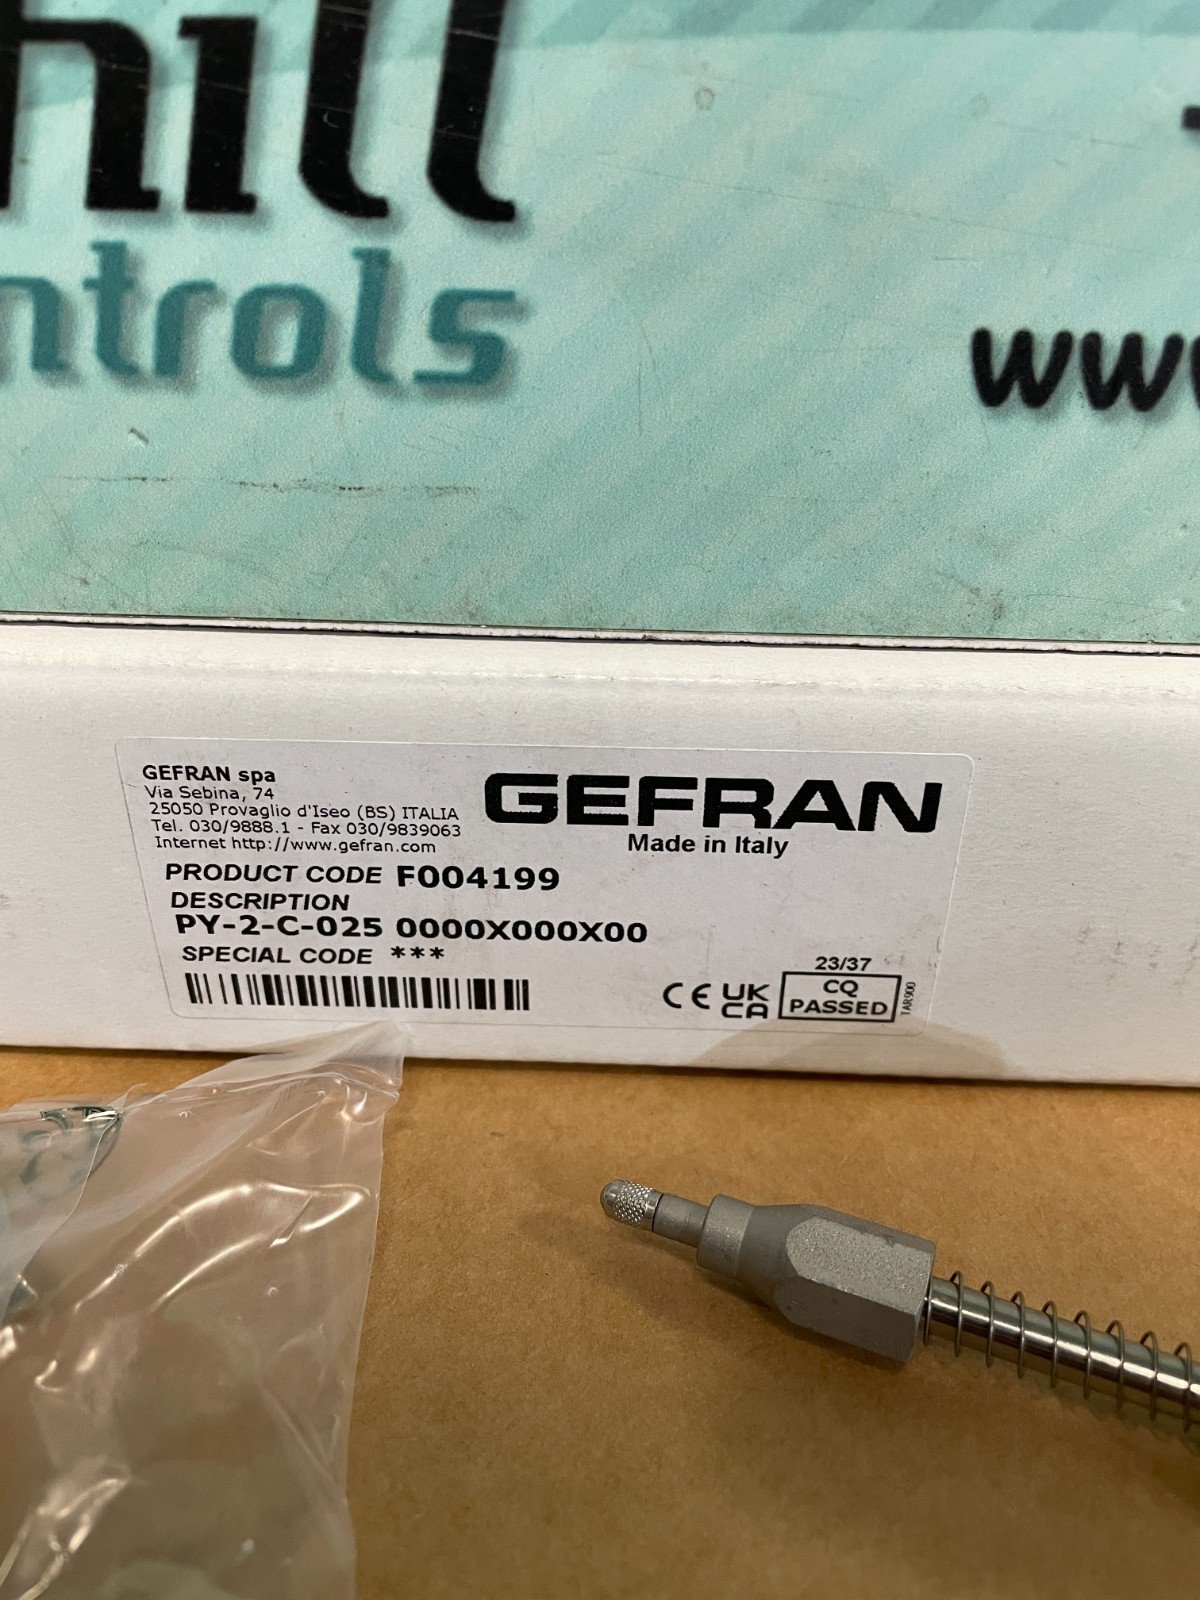 hill
ntrols
www
GEFRAN spa
Via Sebina, 74
25050 Provaglio d'Iseo (BS) ITALIA
Tel. 030/9888.1 - Fax 030/9839063
Internet http://www.gefran.com
GEFRAN
Made in Italy
PRODUCT CODE F004199
DESCRIPTION
PY-2-C-025 0000X000X00
SPECIAL CODE ***
CE UK CA
23/37
CQ
PASSED
TAR900